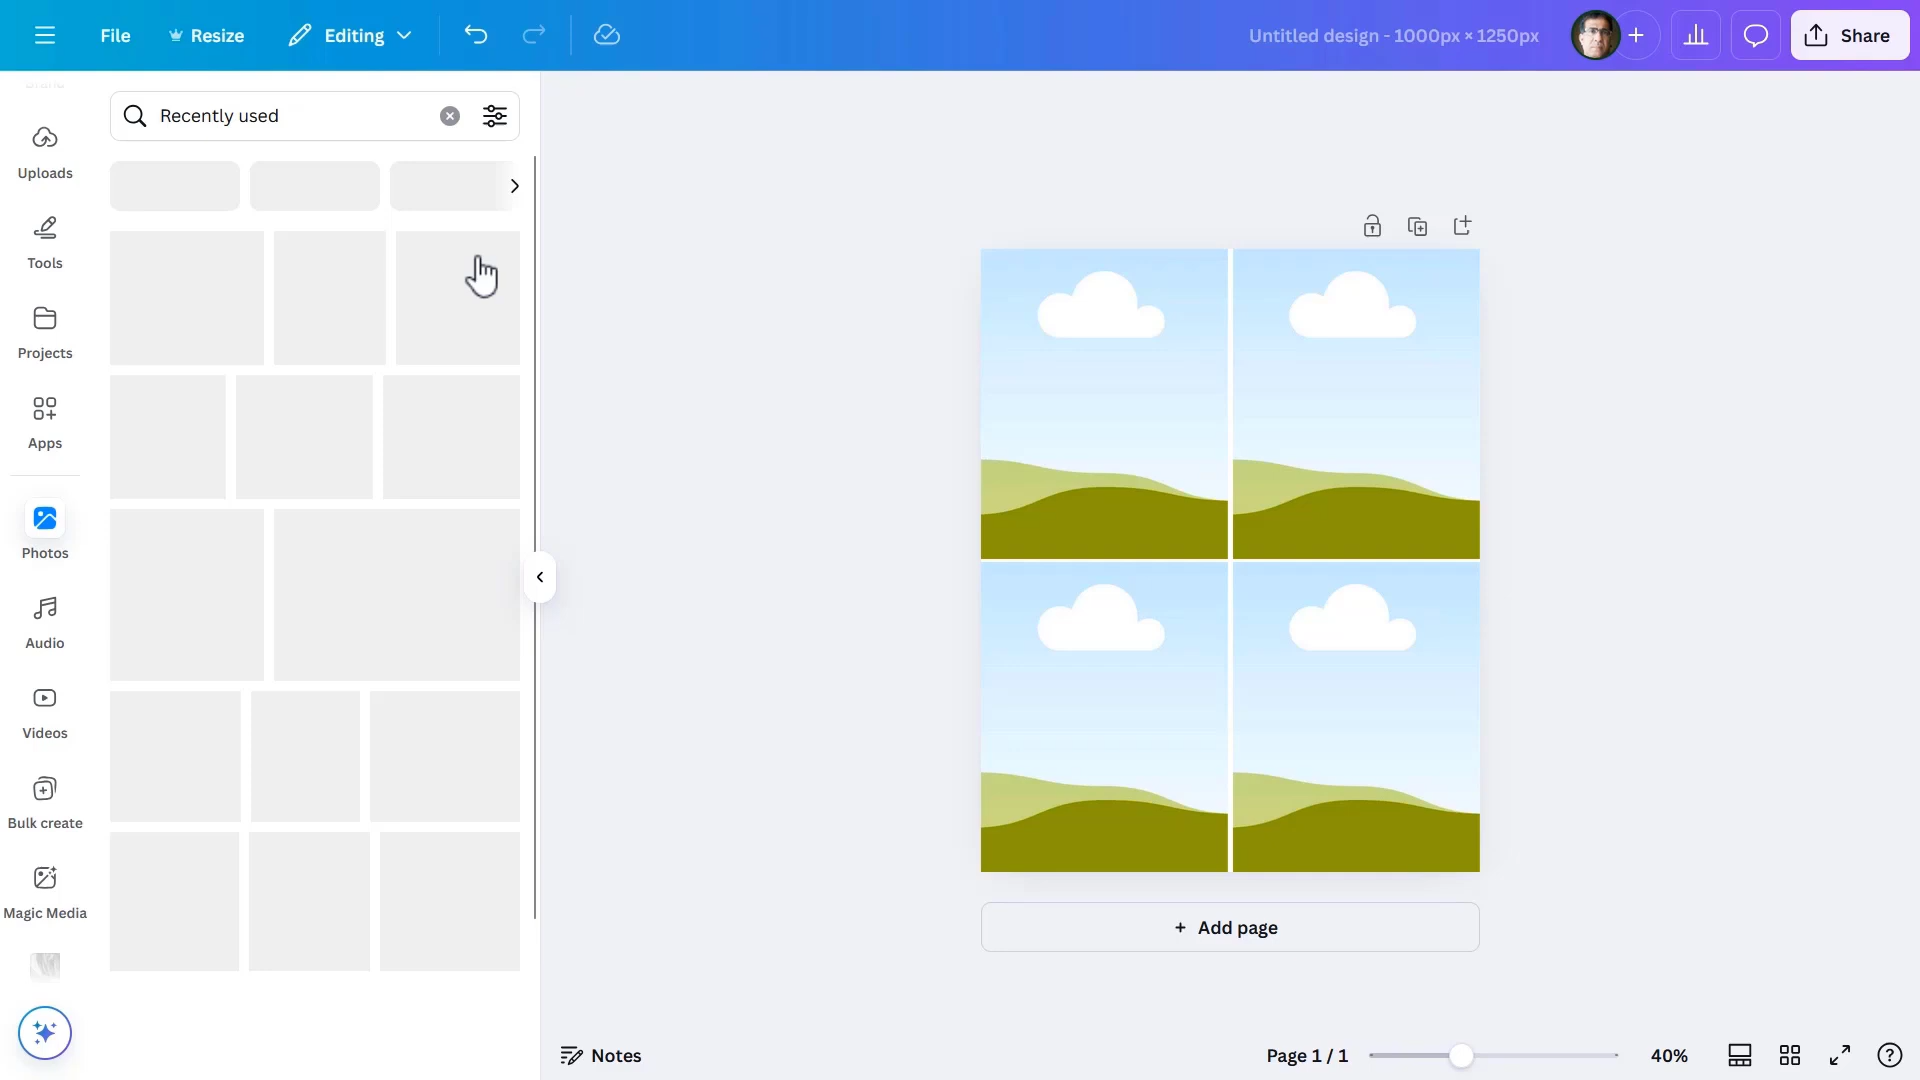 File
Resize
Editing
Untitled design - 1000px × 1250px
Share
Recently used
Uploads
Tools
Projects
Apps
Photos
Audio
Videos
Bulk create
Magic Media
+ Add page
Notes
Page 1 / 1
40%